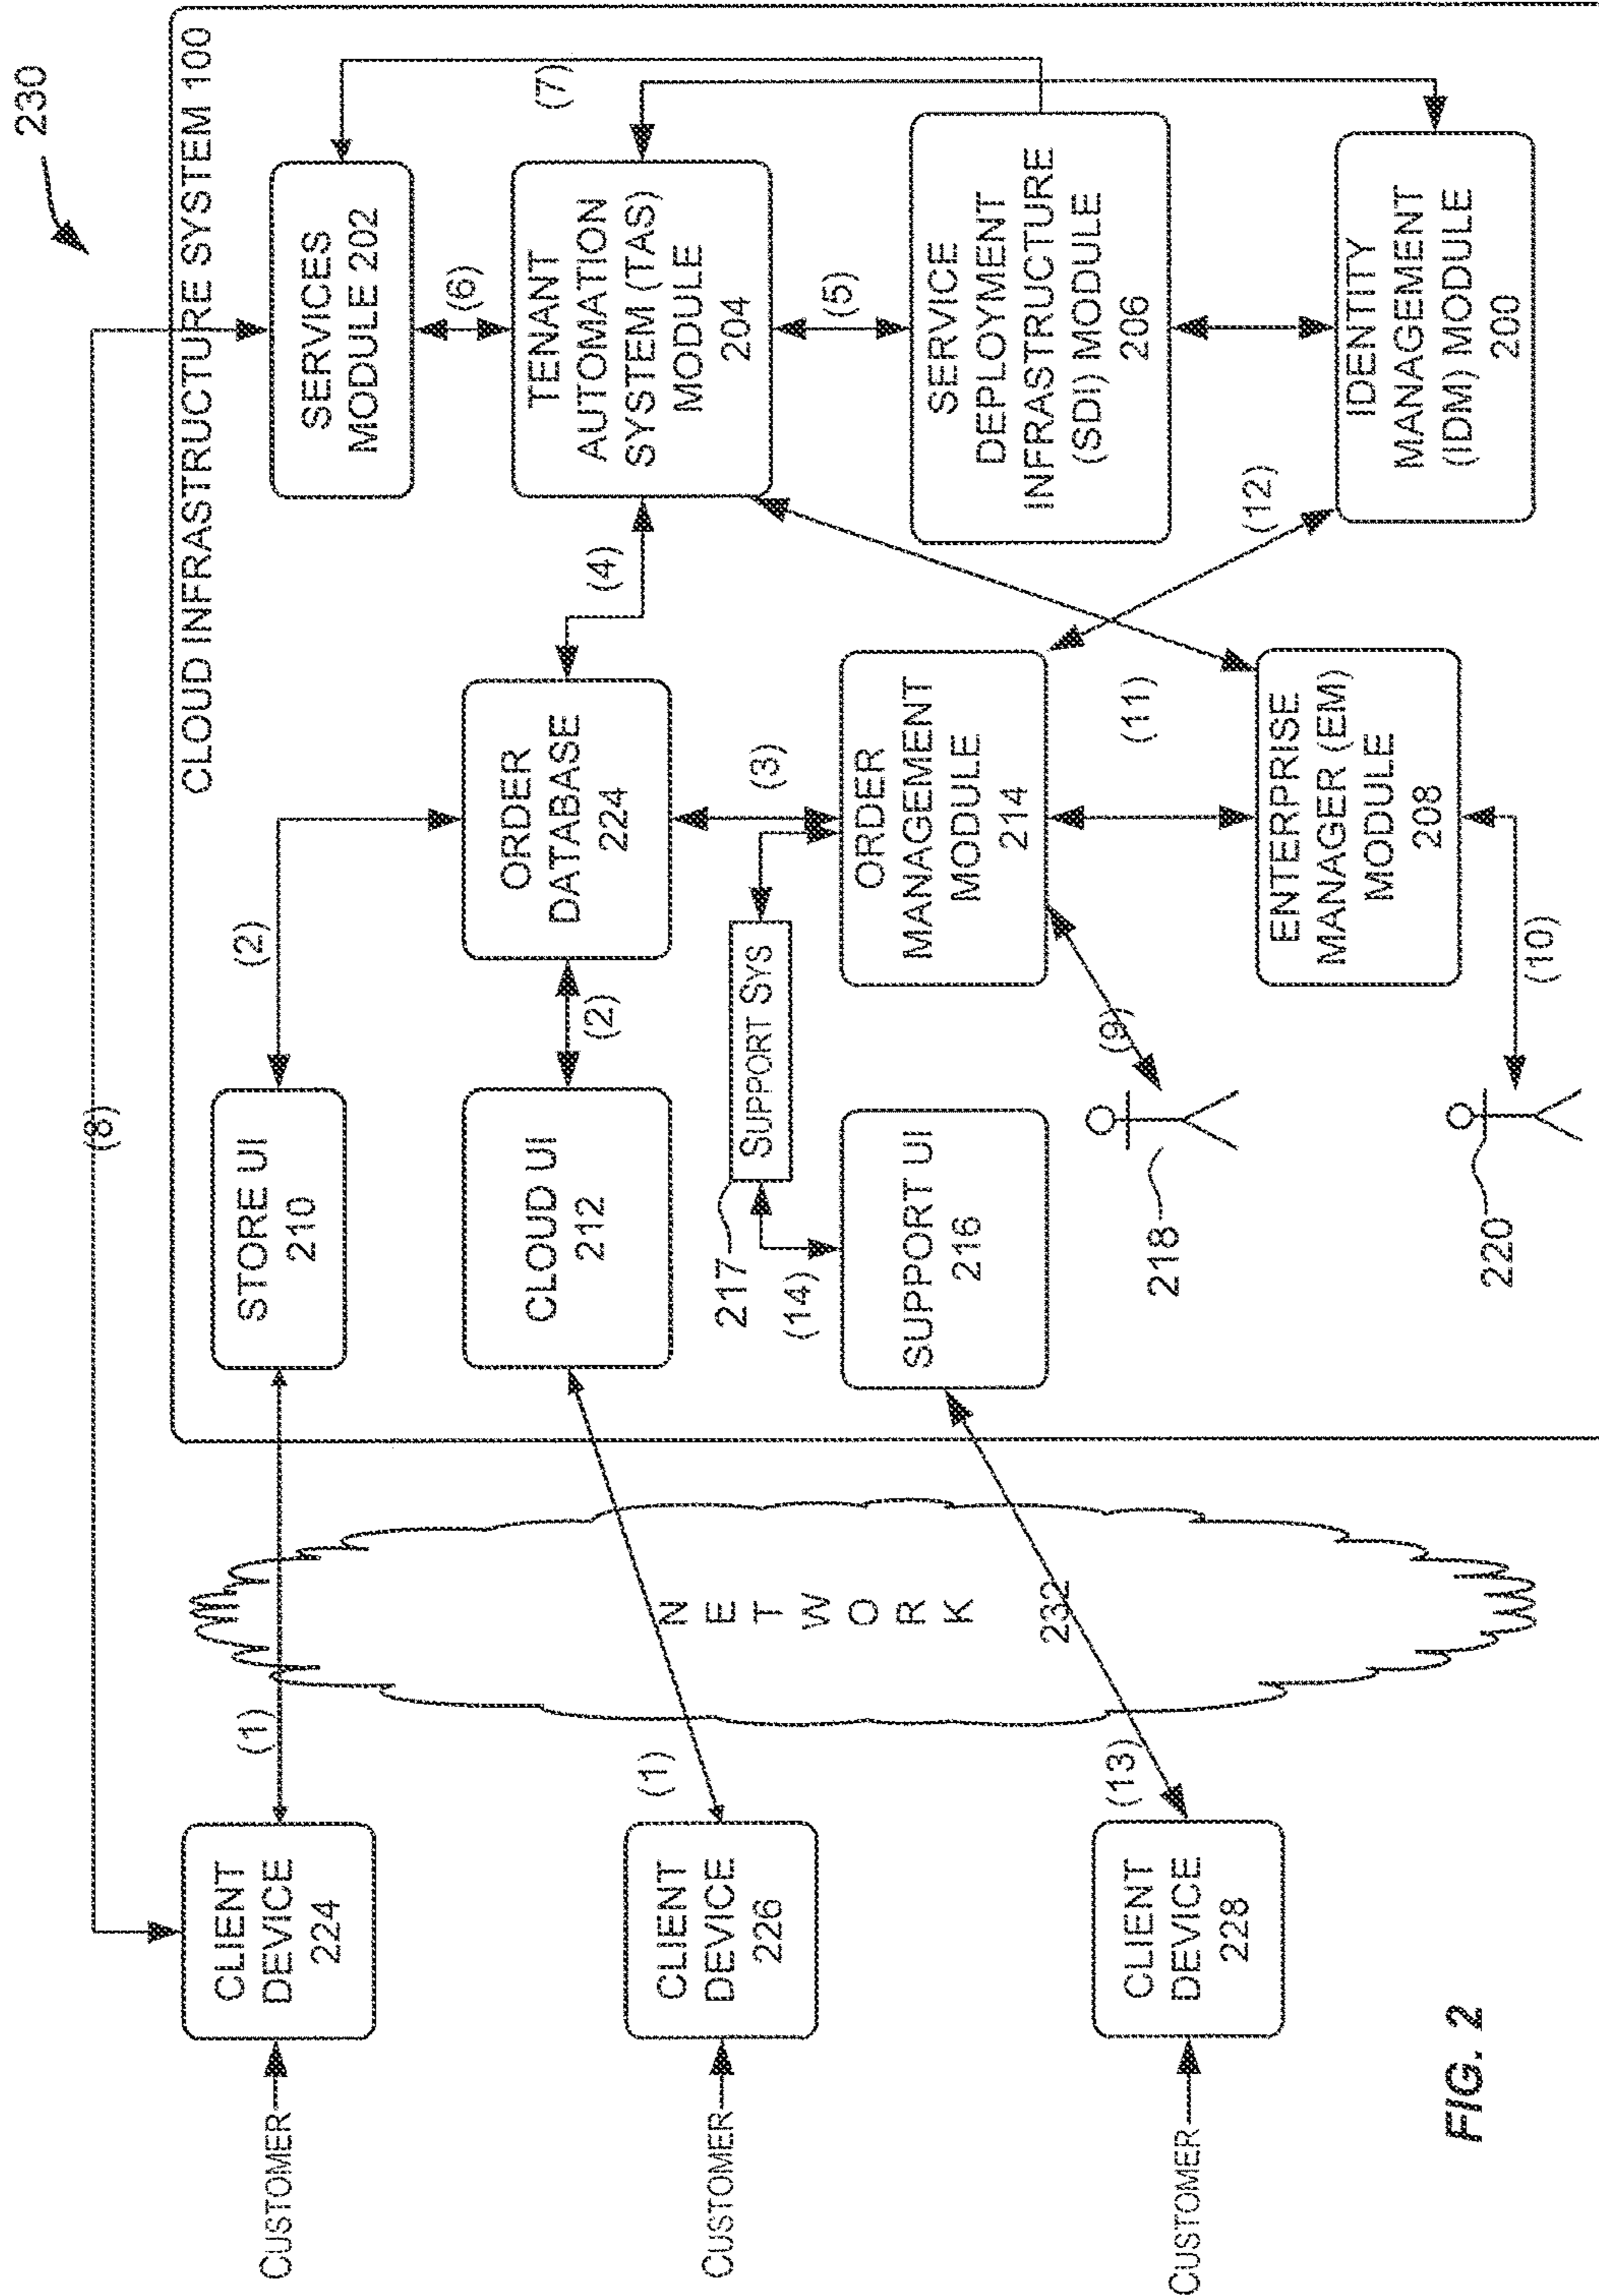 230
CLOUD INFRASTRUCTURE SYSTEM 100
(8)
CUSTOMER
CLIENT
DEVICE
224
(1)
STORE UI
210
(2)
SERVICES
MODULE 202
(7)
(6)
CUSTOMER
CLIENT
DEVICE
226
(1)
NETWORK
232
CLOUD UI
212
(2)
ORDER
DATABASE
224
(4)
TENANT
AUTOMATION
SYSTEM (TAS)
MODULE
204
(5)
217
SUPPORT SYS
(3)
(14)
SUPPORT UI
216
ORDER
MANAGEMENT
MODULE
214
SERVICE
DEPLOYMENT
INFRASTRUCTURE
(SDI) MODULE
206
CUSTOMER
CLIENT
DEVICE
228
(13)
218
(9)
(11)
(12)
ENTERPRISE
MANAGER (EM)
MODULE
208
IDENTITY
MANAGEMENT
(IDM) MODULE
200
220
(10)
FIG. 2